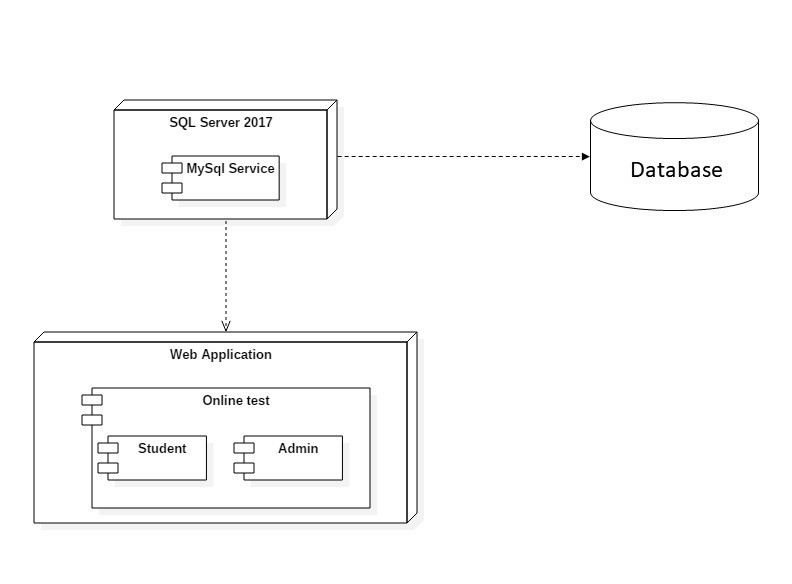 SQL Server 2017
MySql Service
Database
Web Application
Online test
Student
Admin